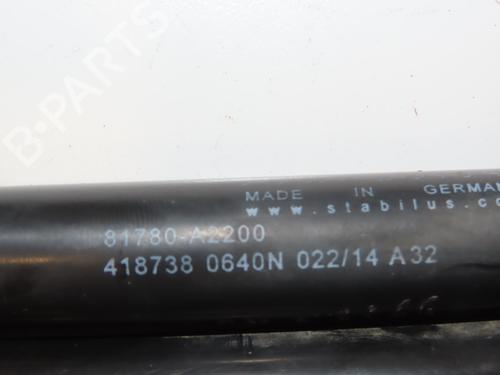 B-PARTS
MADE IN GERMAN
www.stabilus.co
81780-A2200
418738 0640N 022/14 A32